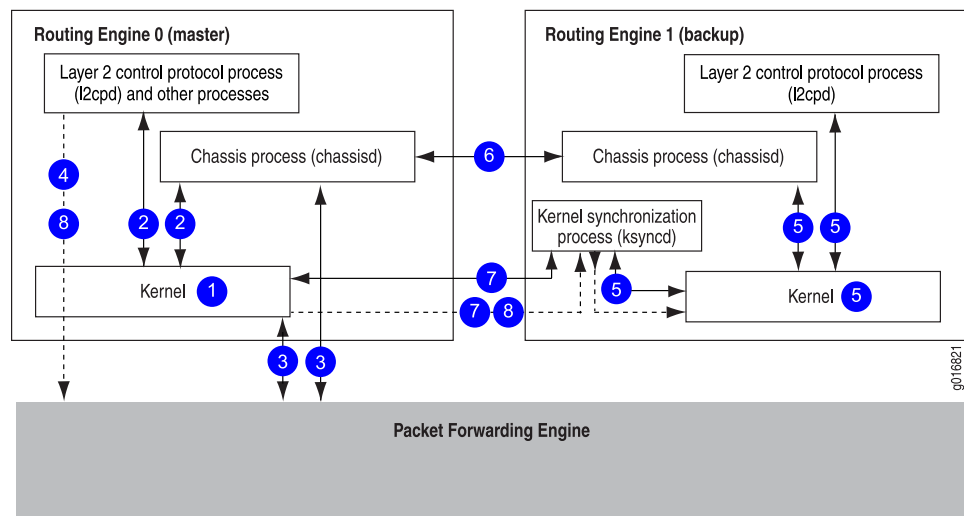 Routing Engine 0 (master)
Layer 2 control protocol process
(l2cpd) and other processes
Chassis process (chassisd)
4
8
2
2
Kernel 1
3
3
6
7
7
8
Routing Engine 1 (backup)
Layer 2 control protocol process
(l2cpd)
Chassis process (chassisd)
Kernel synchronization
process (ksyncd)
5
5
5
Kernel 5
g016821
Packet Forwarding Engine